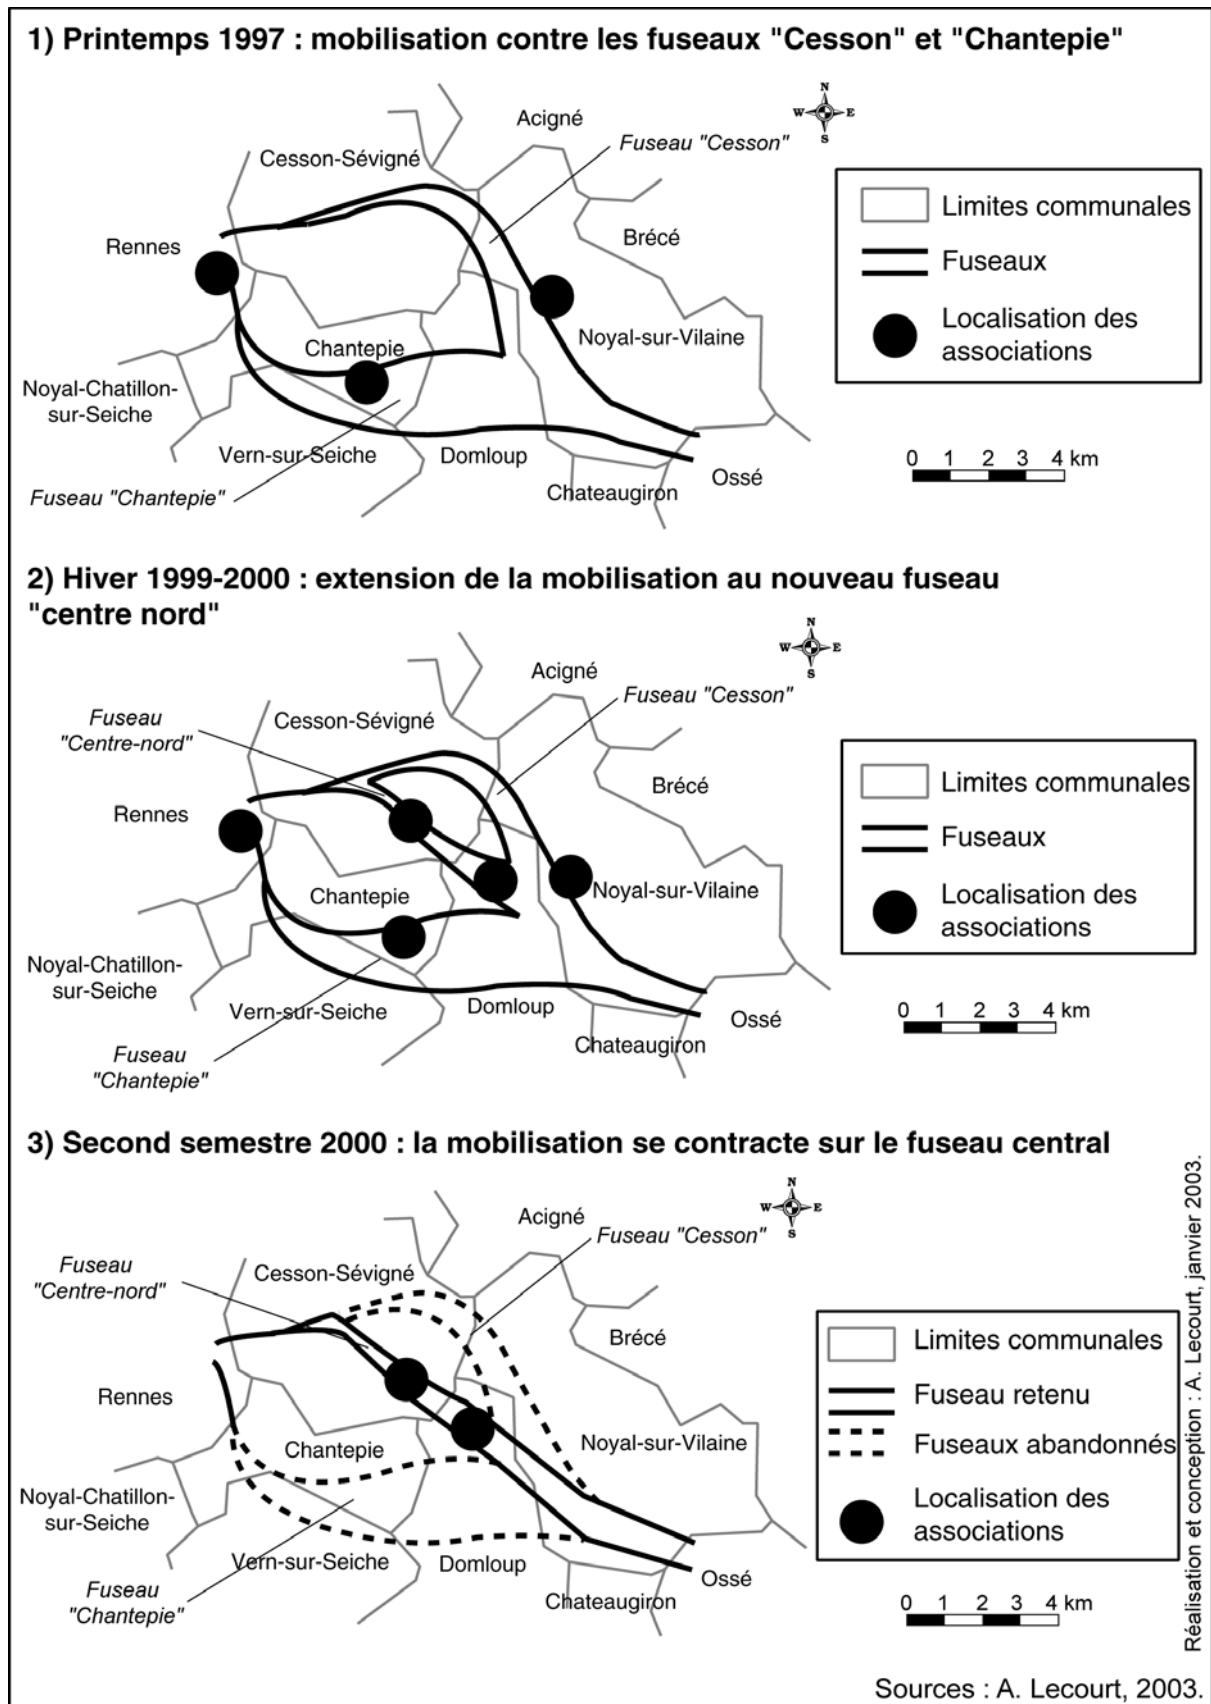 1) Printemps 1997 : mobilisation contre les fuseaux "Cesson" et "Chantepie"
N
W E
S
Acigné
Fuseau "Cesson"
Cesson-Sévigné
Brécé
Rennes
Noyal-sur-Vilaine
Chantepie
Noyal-Chatillon-
sur-Seiche
Vern-sur-Seiche
Domloup
Ossé
Chateaugiron
Fuseau "Chantepie"
Limites communales
Fuseaux
Localisation des
associations
0 1 2 3 4 km
2) Hiver 1999-2000 : extension de la mobilisation au nouveau fuseau
"centre nord"
N
W E
S
Acigné
Fuseau "Cesson"
Fuseau
"Centre-nord"
Cesson-Sévigné
Brécé
Rennes
Chantepie
Noyal-sur-Vilaine
Noyal-Chatillon-
sur-Seiche
Vern-sur-Seiche
Domloup
Ossé
Chateaugiron
Fuseau
"Chantepie"
Limites communales
Fuseaux
Localisation des
associations
0 1 2 3 4 km
3) Second semestre 2000 : la mobilisation se contracte sur le fuseau central
N
W E
S
Acigné
Fuseau "Cesson"
Fuseau
"Centre-nord"
Cesson-Sévigné
Brécé
Rennes
Chantepie
Noyal-sur-Vilaine
Noyal-Chatillon-
sur-Seiche
Vern-sur-Seiche
Domloup
Ossé
Chateaugiron
Fuseau
"Chantepie"
Limites communales
Fuseau retenu
Fuseaux abandonnés
Localisation des
associations
0 1 2 3 4 km
Réalisation et conception : A. Lecourt, janvier 2003.
Sources : A. Lecourt, 2003.